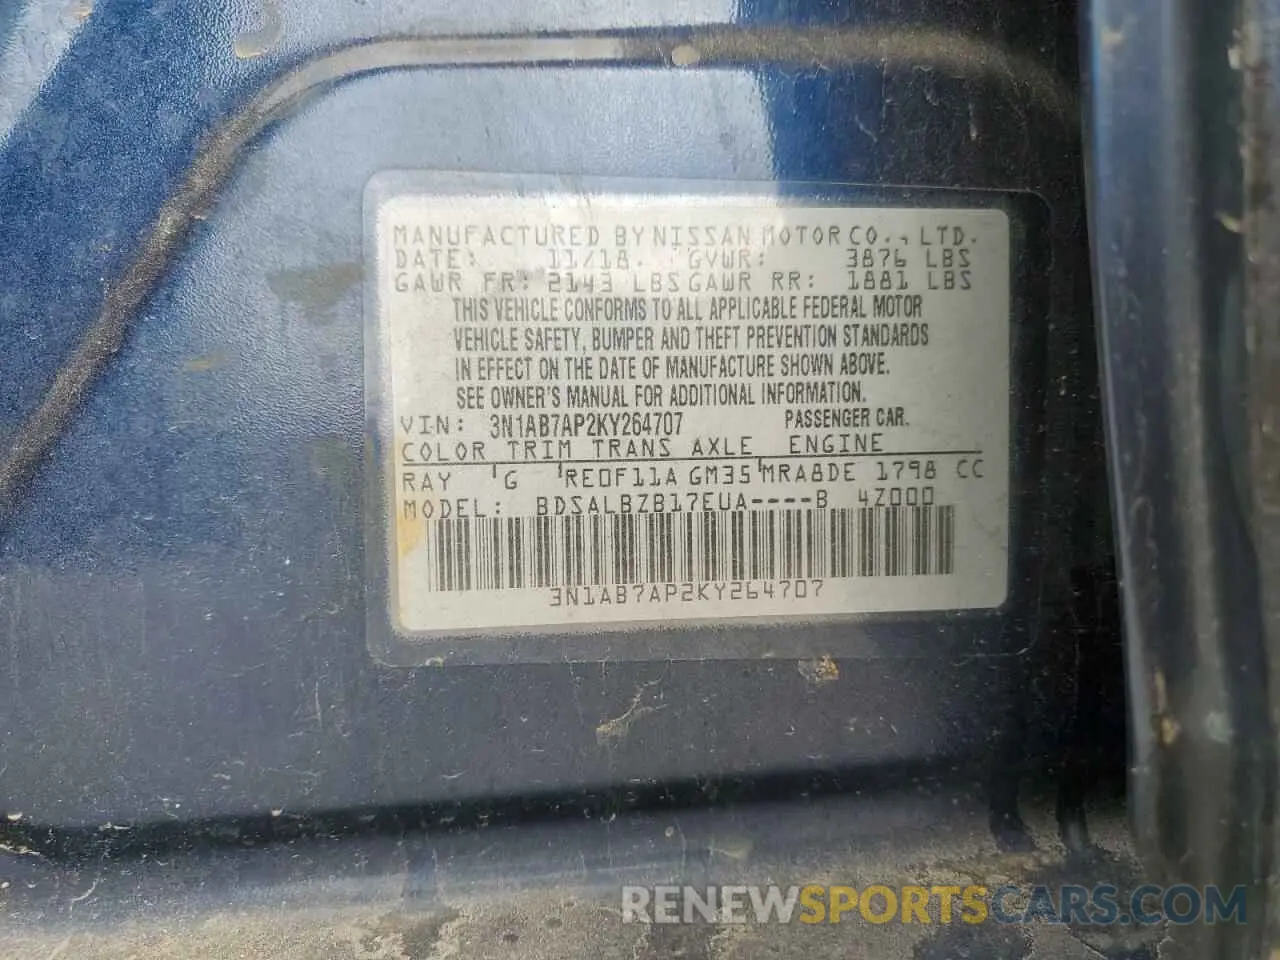 MANUFACTURED BY NISSAN MOTOR CO., LTD.
DATE: 11/18 GVWR: 3876 LBS
GAWR FR: 2143 LBS GAWR RR: 1881 LBS
THIS VEHICLE CONFORMS TO ALL APPLICABLE FEDERAL MOTOR
VEHICLE SAFETY, BUMPER AND THEFT PREVENTION STANDARDS
IN EFFECT ON THE DATE OF MANUFACTURE SHOWN ABOVE.
SEE OWNER'S MANUAL FOR ADDITIONAL INFORMATION.
VIN: 3N1AB7AP2KY264707 PASSENGER CAR.
COLOR TRIM TRANS AXLE ENGINE
RAY G RE0F11A GM35 MRA8DE 1798 CC
MODEL: BDSALBZB17EUA----B 4Z000
3N1AB7AP2KY264707
RENEWSPORTSCARS.COM